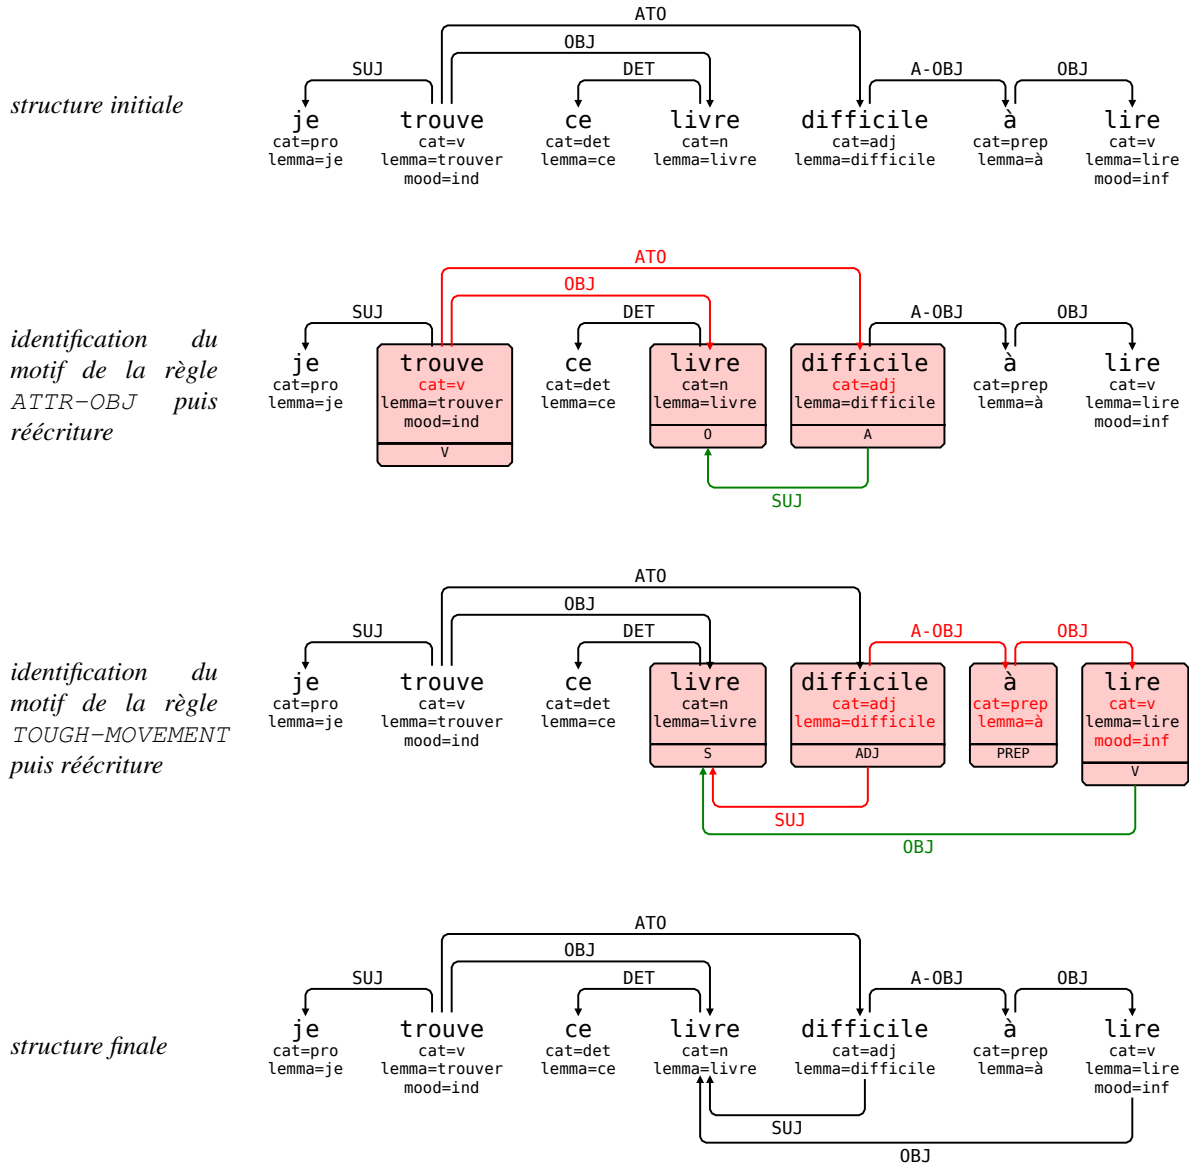 ATO
OBJ
SUJ DET A-OBJ OBJ
structure initiale
je trouve ce livre difficile à lire
cat=pro cat=v cat=det cat=n cat=adj cat=prep cat=v
lemma=je lemma=trouver lemma=ce lemma=livre lemma=difficile lemma=à lemma=lire
mood=ind mood=inf
ATO
OBJ
SUJ DET A-OBJ OBJ
identification du
motif de la règle
ATTR-OBJ puis
réécriture
je trouve ce livre difficile à lire
cat=pro cat=v cat=det cat=n cat=adj cat=prep cat=v
lemma=je lemma=trouver lemma=ce lemma=livre lemma=difficile lemma=à lemma=lire
mood=ind mood=inf
V O A
SUJ
ATO
OBJ
SUJ DET A-OBJ OBJ
identification du
motif de la règle
TOUGH-MOVEMENT
puis réécriture
je trouve ce livre difficile à lire
cat=pro cat=v cat=det cat=n cat=adj cat=prep cat=v
lemma=je lemma=trouver lemma=ce lemma=livre lemma=difficile lemma=à lemma=lire
mood=ind mood=inf
S ADJ PREP V
SUJ
OBJ
ATO
OBJ
SUJ DET A-OBJ OBJ
structure finale
je trouve ce livre difficile à lire
cat=pro cat=v cat=det cat=n cat=adj cat=prep cat=v
lemma=je lemma=trouver lemma=ce lemma=livre lemma=difficile lemma=à lemma=lire
mood=ind mood=inf
SUJ
OBJ